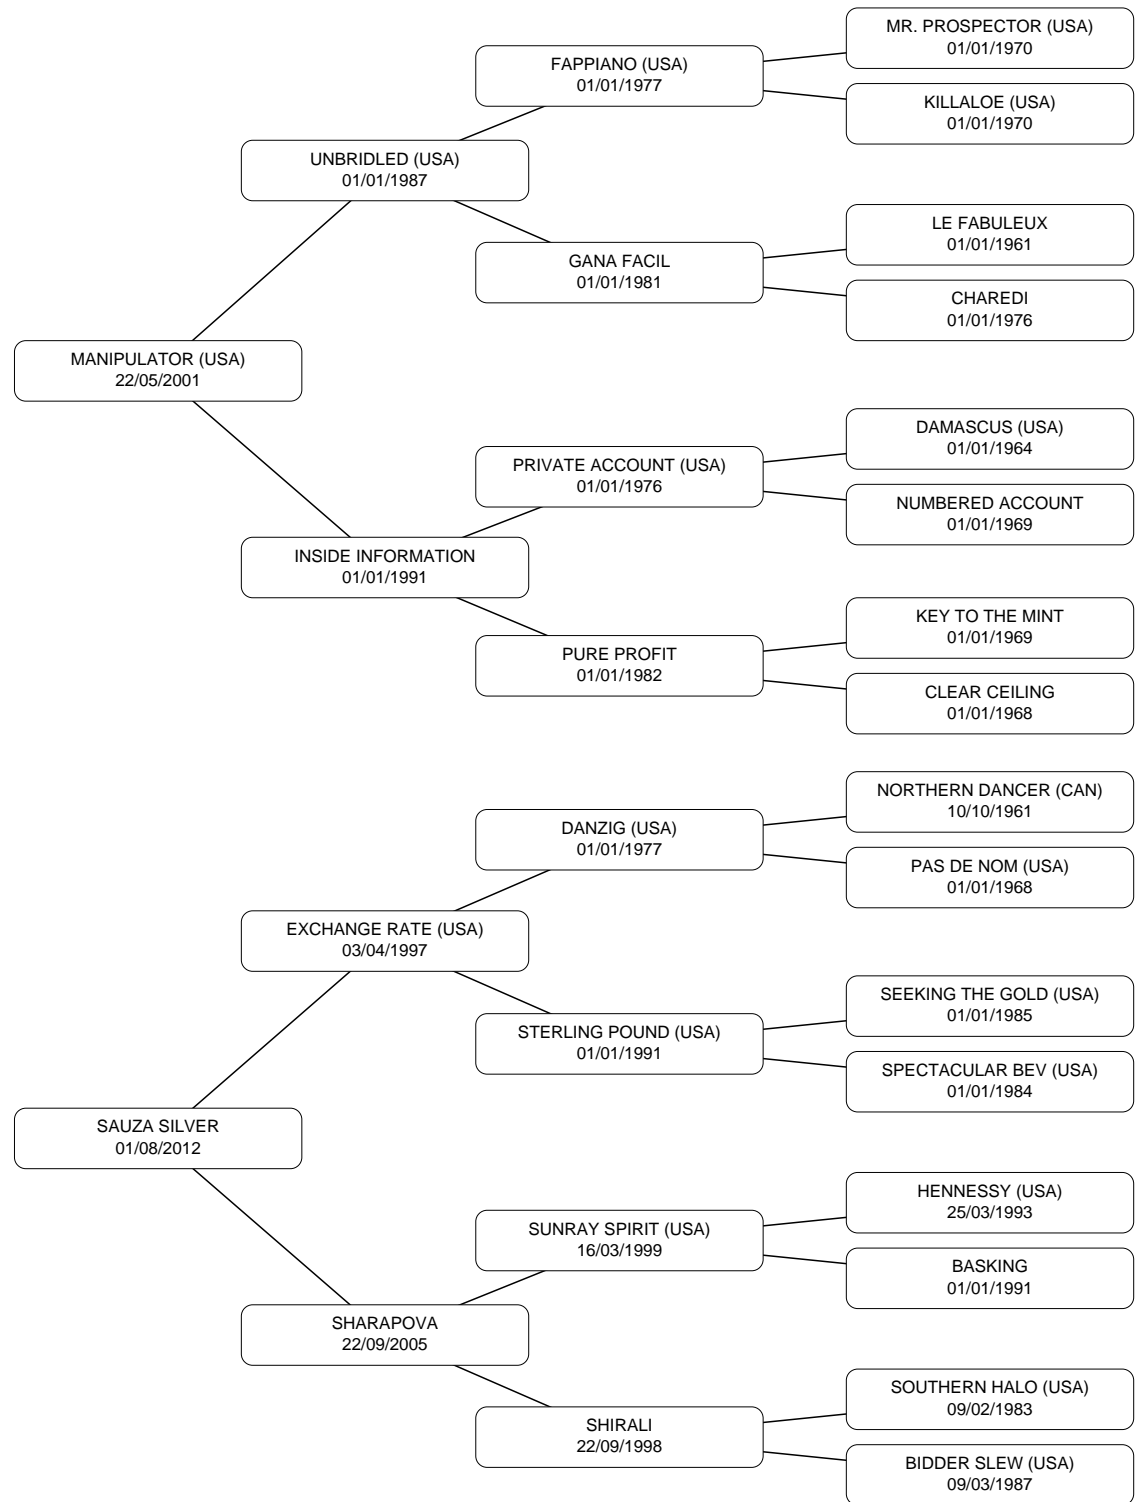 MR. PROSPECTOR (USA)
01/01/1970
FAPPIANO (USA)
01/01/1977
KILLALOE (USA)
01/01/1970
UNBRIDLED (USA)
01/01/1987
LE FABULEUX
01/01/1961
GANA FACIL
01/01/1981
CHAREDI
01/01/1976
MANIPULATOR (USA)
22/05/2001
DAMASCUS (USA)
01/01/1964
PRIVATE ACCOUNT (USA)
01/01/1976
NUMBERED ACCOUNT
01/01/1969
INSIDE INFORMATION
01/01/1991
KEY TO THE MINT
01/01/1969
PURE PROFIT
01/01/1982
CLEAR CEILING
01/01/1968
NORTHERN DANCER (CAN)
10/10/1961
DANZIG (USA)
01/01/1977
PAS DE NOM (USA)
01/01/1968
EXCHANGE RATE (USA)
03/04/1997
SEEKING THE GOLD (USA)
01/01/1985
STERLING POUND (USA)
01/01/1991
SPECTACULAR BEV (USA)
01/01/1984
SAUZA SILVER
01/08/2012
HENNESSY (USA)
25/03/1993
SUNRAY SPIRIT (USA)
16/03/1999
BASKING
01/01/1991
SHARAPOVA
22/09/2005
SOUTHERN HALO (USA)
09/02/1983
SHIRALI
22/09/1998
BIDDER SLEW (USA)
09/03/1987